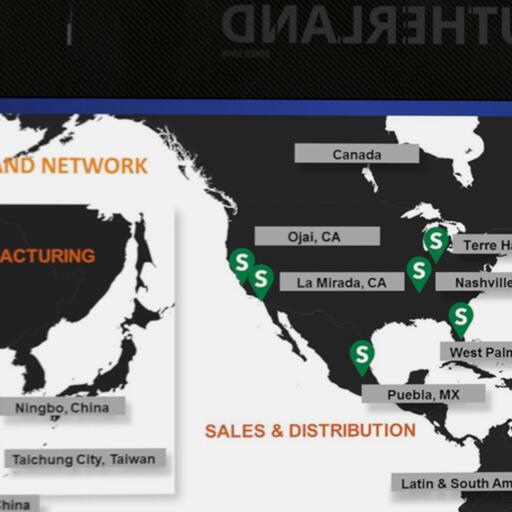 AND NETWORK
Canada
Ojai, CA
ACTURING
S
S
S
Terre Ha
La Mirada, CA
S
Nashville
S
West Palm
S
Puebla, MX
Ningbo, China
SALES & DISTRIBUTION
Taichung City, Taiwan
Latin & South Am
China
UTHERLAND